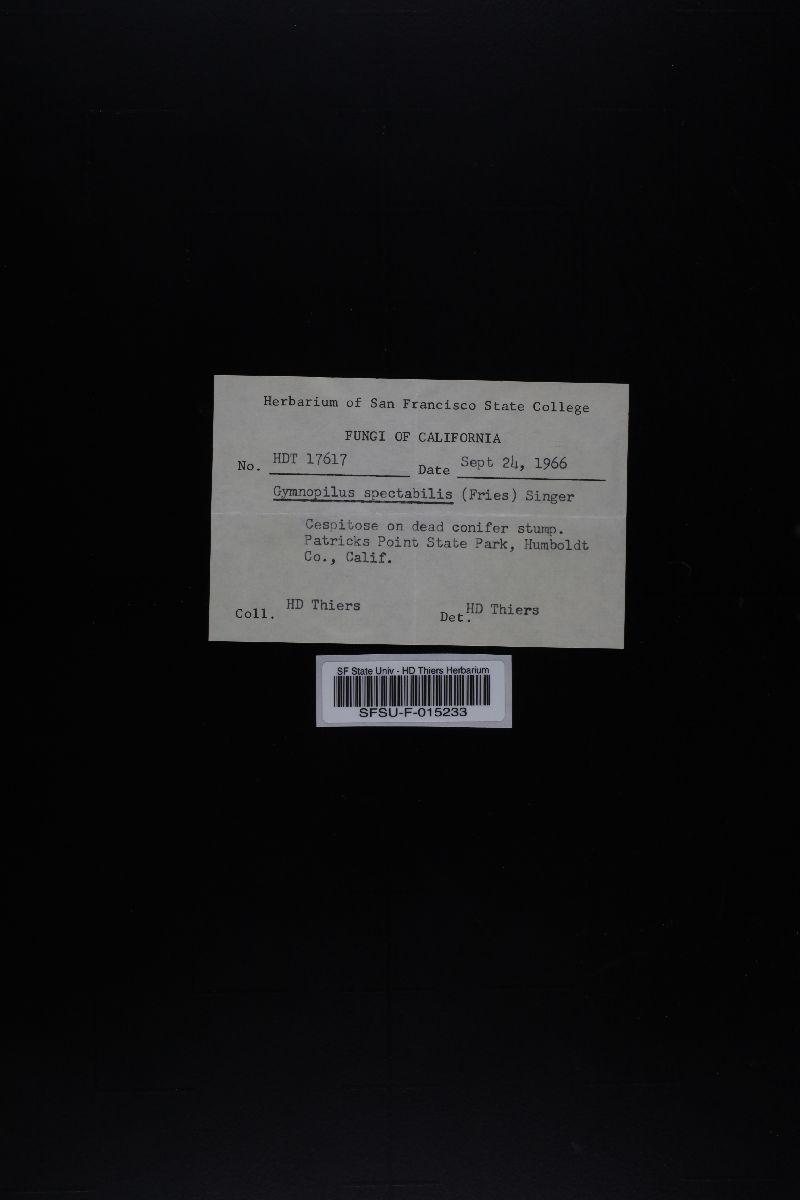 Herbarium of San Francisco State College
FUNGI OF CALIFORNIA
No. HDT 17617 Date Sept 24, 1966
Gymnopilus spectabilis (Fries) Singer
Cespitose on dead conifer stump.
Patricks Point State Park, Humboldt
Co., Calif.
Coll. HD Thiers Det. HD Thiers
SF State Univ - HD Thiers Herbarium
SFSU-F-015233